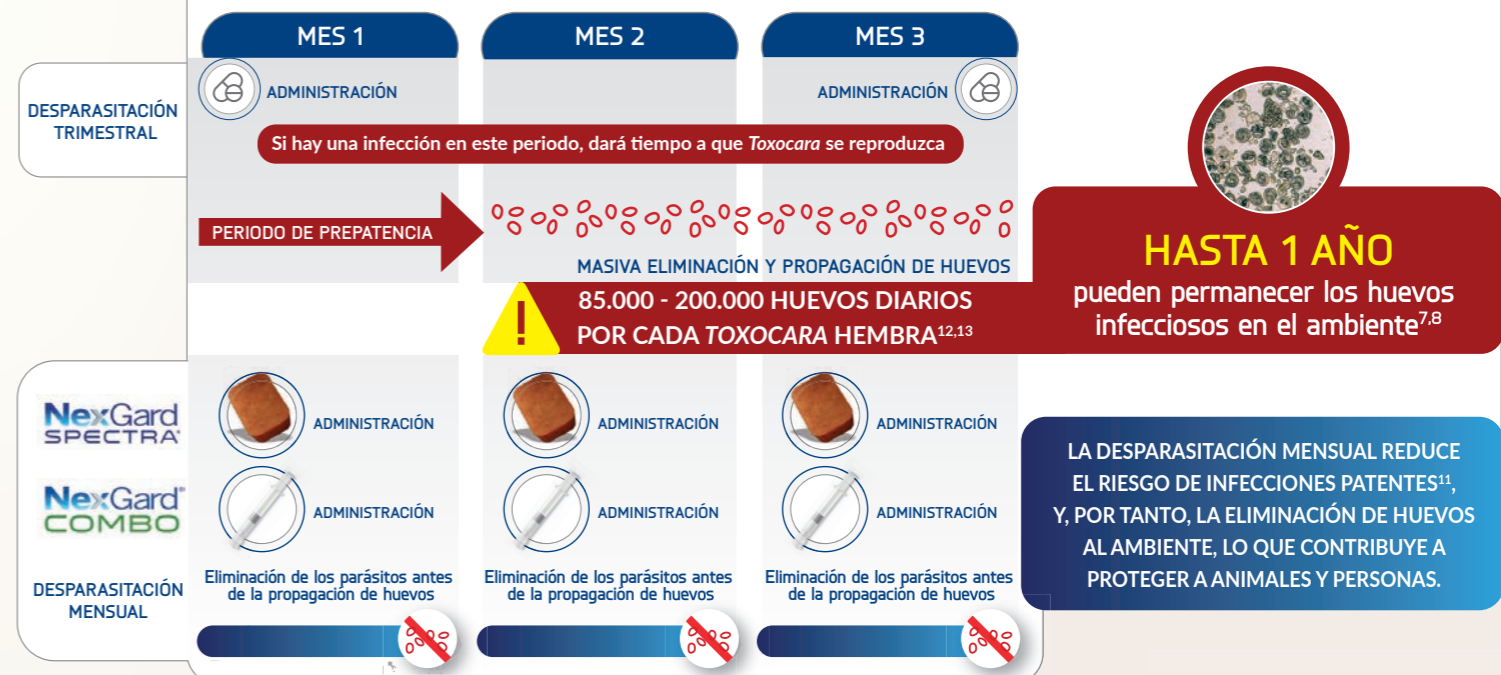 MES 1
MES 2
MES 3
DESPARASITACIÓN
TRIMESTRAL
ADMINISTRACIÓN
ADMINISTRACIÓN
Si hay una infección en este periodo, dará tiempo a que Toxocara se reproduzca
PERIODO DE PREPATENCIA
MASIVA ELIMINACIÓN Y PROPAGACIÓN DE HUEVOS
85.000 - 200.000 HUEVOS DIARIOS
POR CADA TOXOCARA HEMBRA12,13
HASTA 1 AÑO
pueden permanecer los huevos
infecciosos en el ambiente7,8
NexGard
SPECTRA
ADMINISTRACIÓN
ADMINISTRACIÓN
ADMINISTRACIÓN
NexGard®
COMBO
ADMINISTRACIÓN
ADMINISTRACIÓN
ADMINISTRACIÓN
DESPARASITACIÓN
MENSUAL
Eliminación de los parásitos antes
de la propagación de huevos
Eliminación de los parásitos antes
de la propagación de huevos
Eliminación de los parásitos antes
de la propagación de huevos
LA DESPARASITACIÓN MENSUAL REDUCE
EL RIESGO DE INFECCIONES PATENTES11,
Y, POR TANTO, LA ELIMINACIÓN DE HUEVOS
AL AMBIENTE, LO QUE CONTRIBUYE A
PROTEGER A ANIMALES Y PERSONAS.